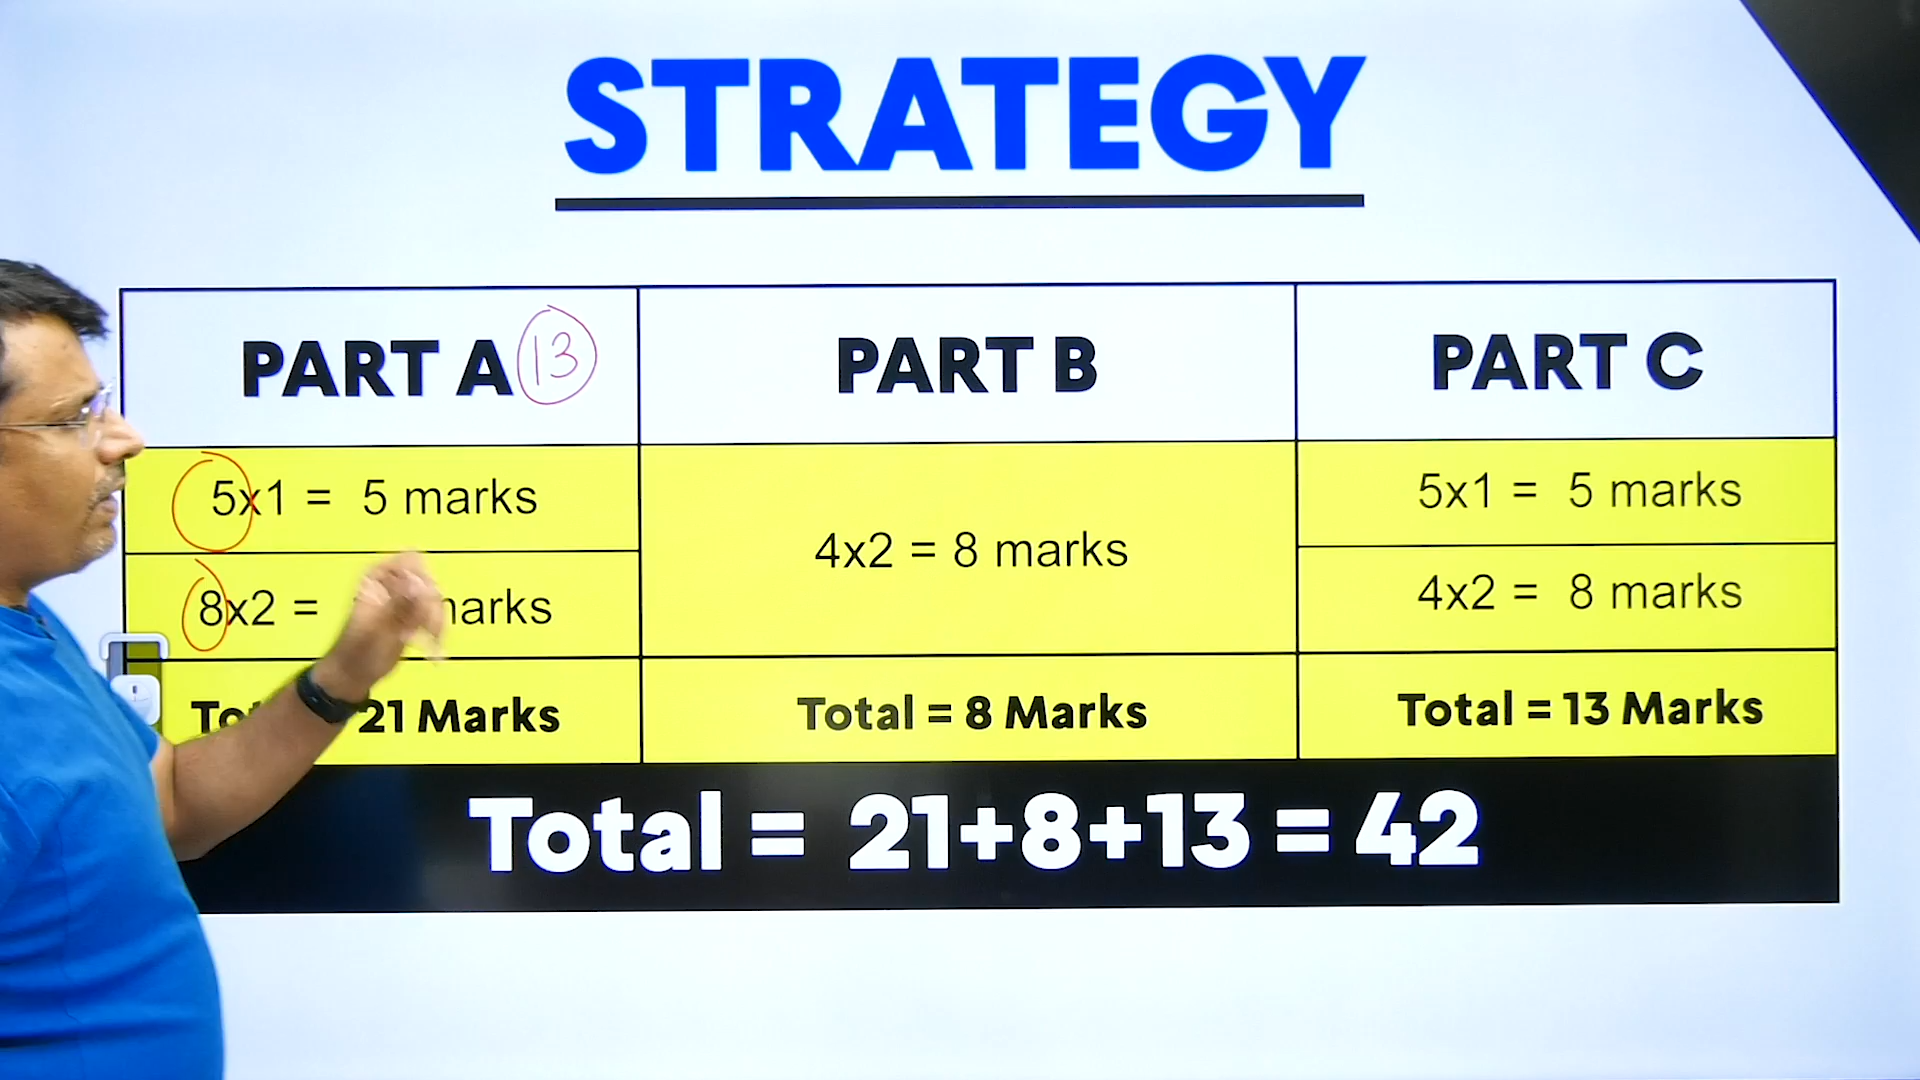 STRATEGY
PART A 13
PART B
PART C
5x1 = 5 marks
8x2 =
4x2 = 8 marks
5x1 = 5 marks
4x2 = 8 marks
21 Marks
Total = 8 Marks
Total = 13 Marks
Total = 21+8+13 = 42